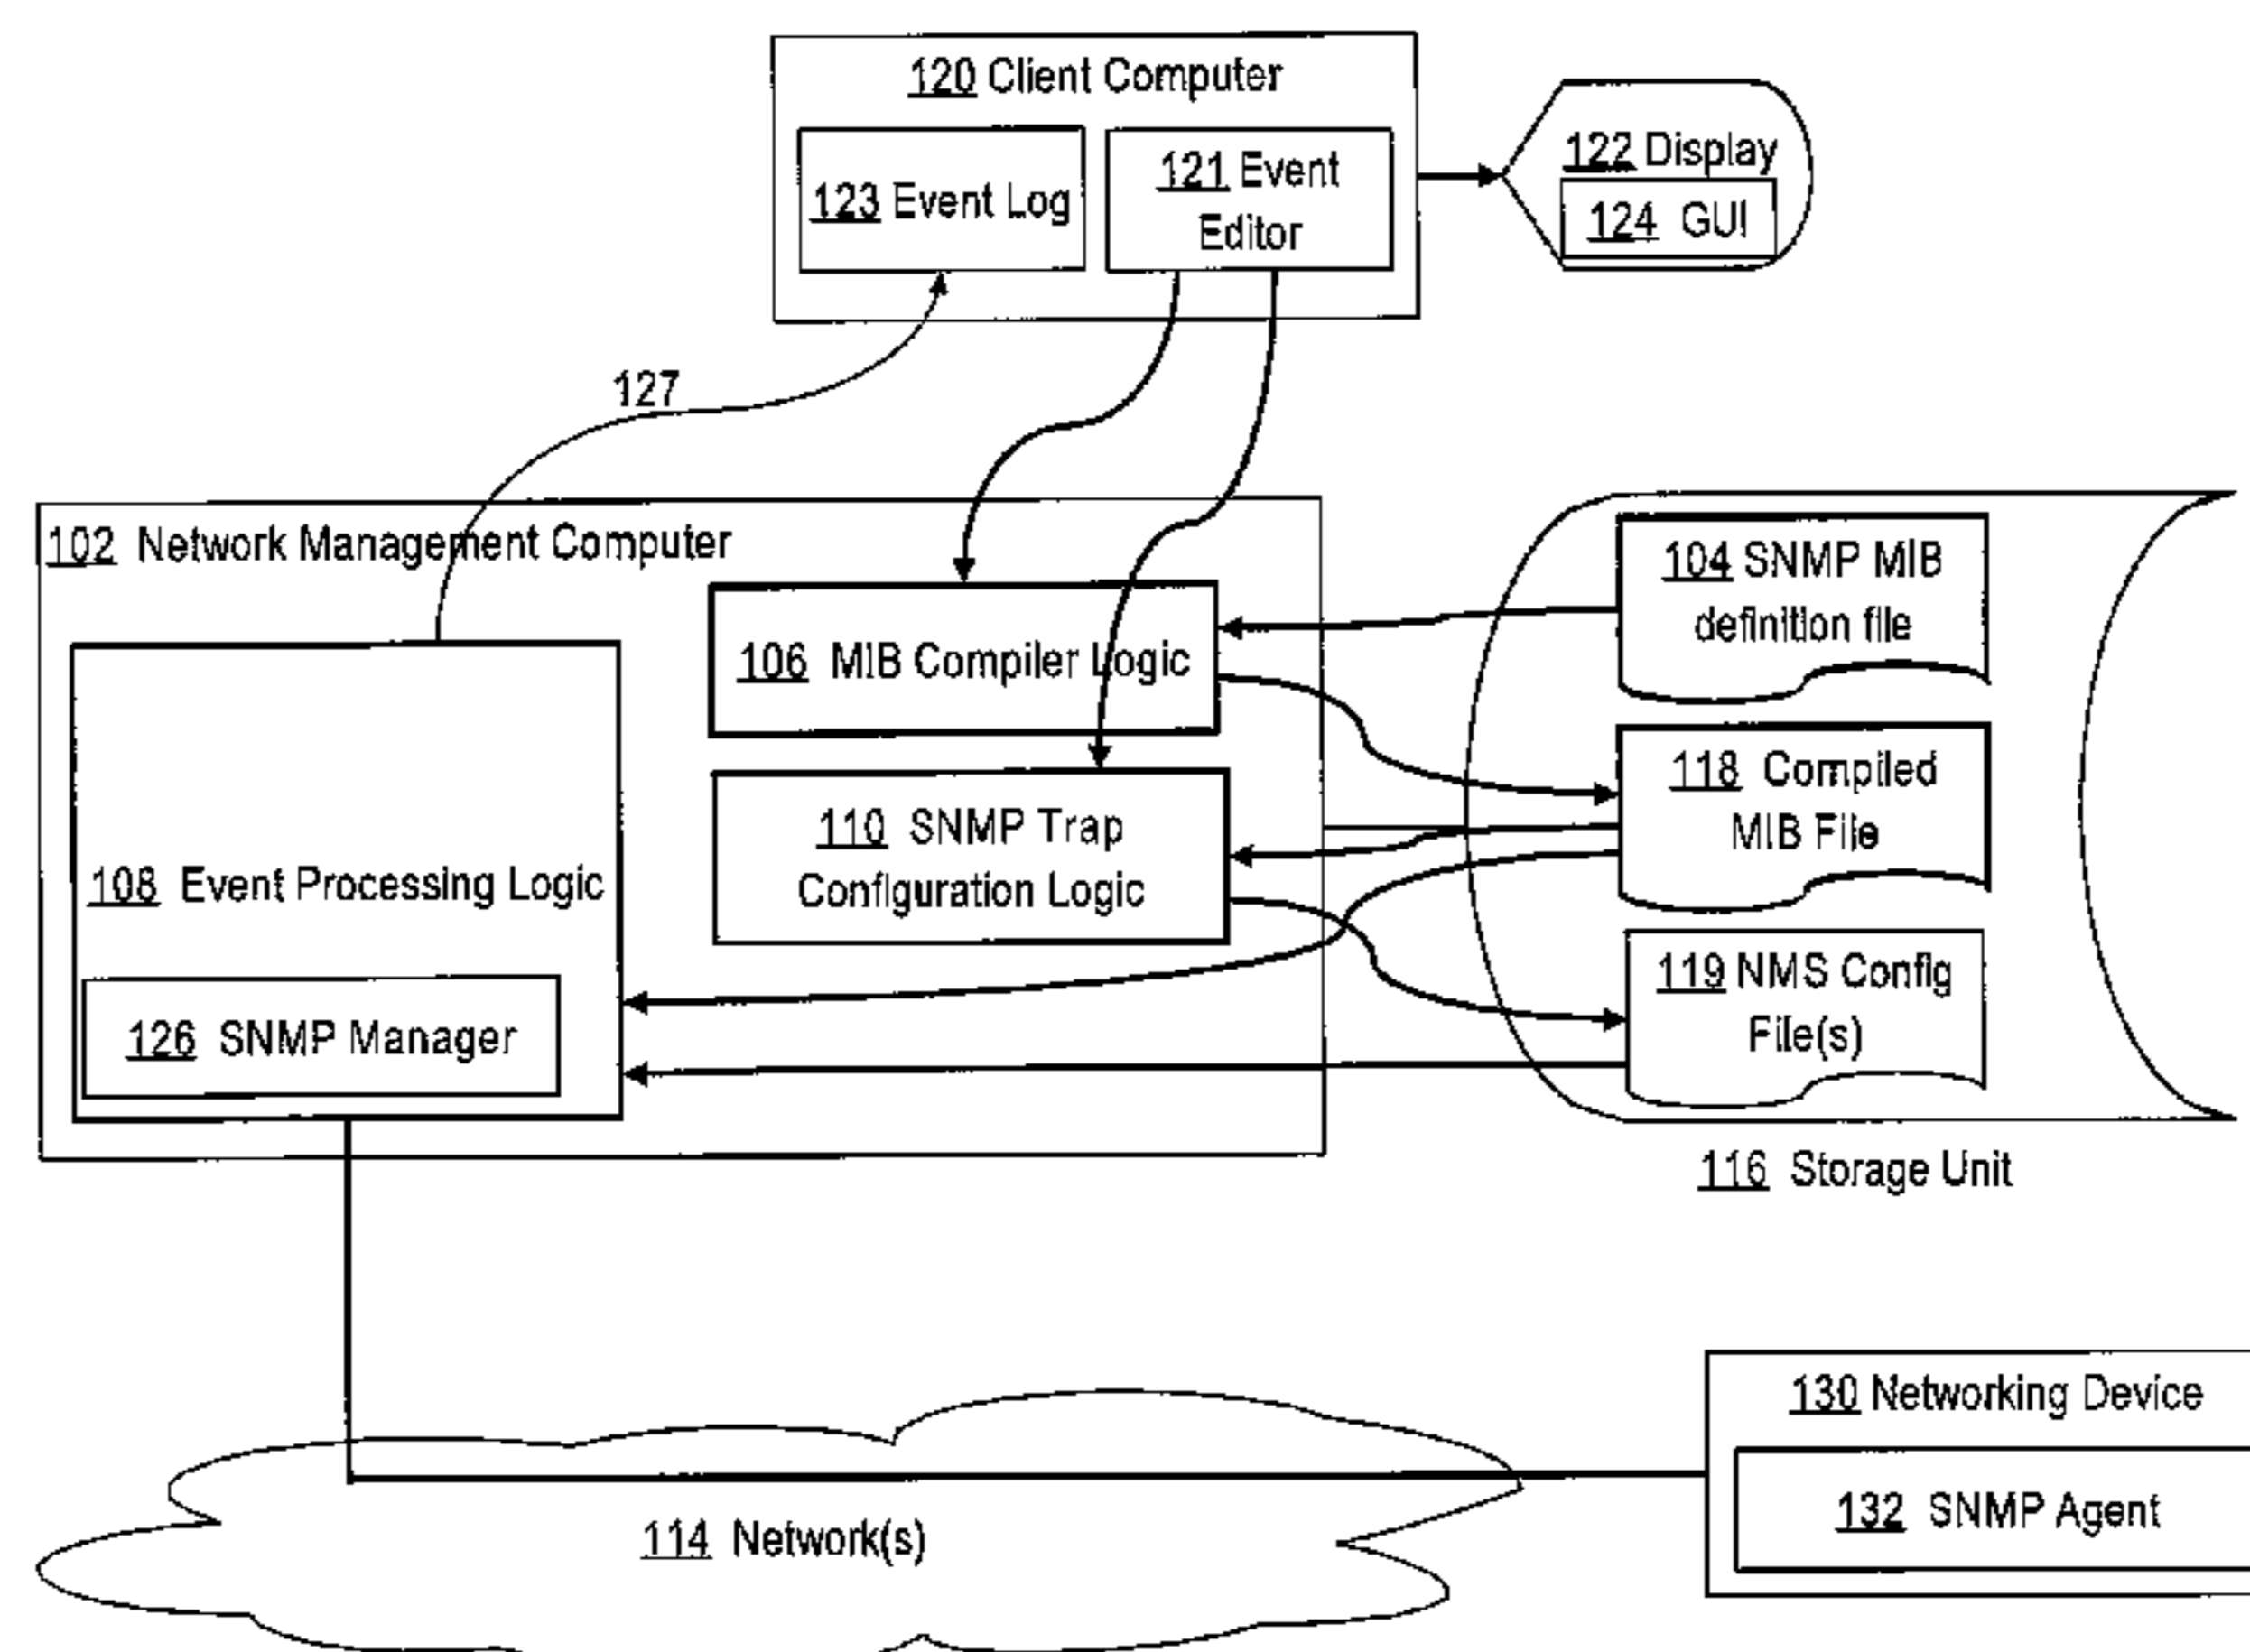 120 Client Computer
123 Event Log
121 Event
Editor
122 Display
124 GUI
127
102 Network Management Computer
106 MIB Compiler Logic
110 SNMP Trap
Configuration Logic
108 Event Processing Logic
126 SNMP Manager
104 SNMP MIB
definition file
118 Compiled
MIB File
119 NMS Config
File(s)
116 Storage Unit
130 Networking Device
132 SNMP Agent
114 Network(s)